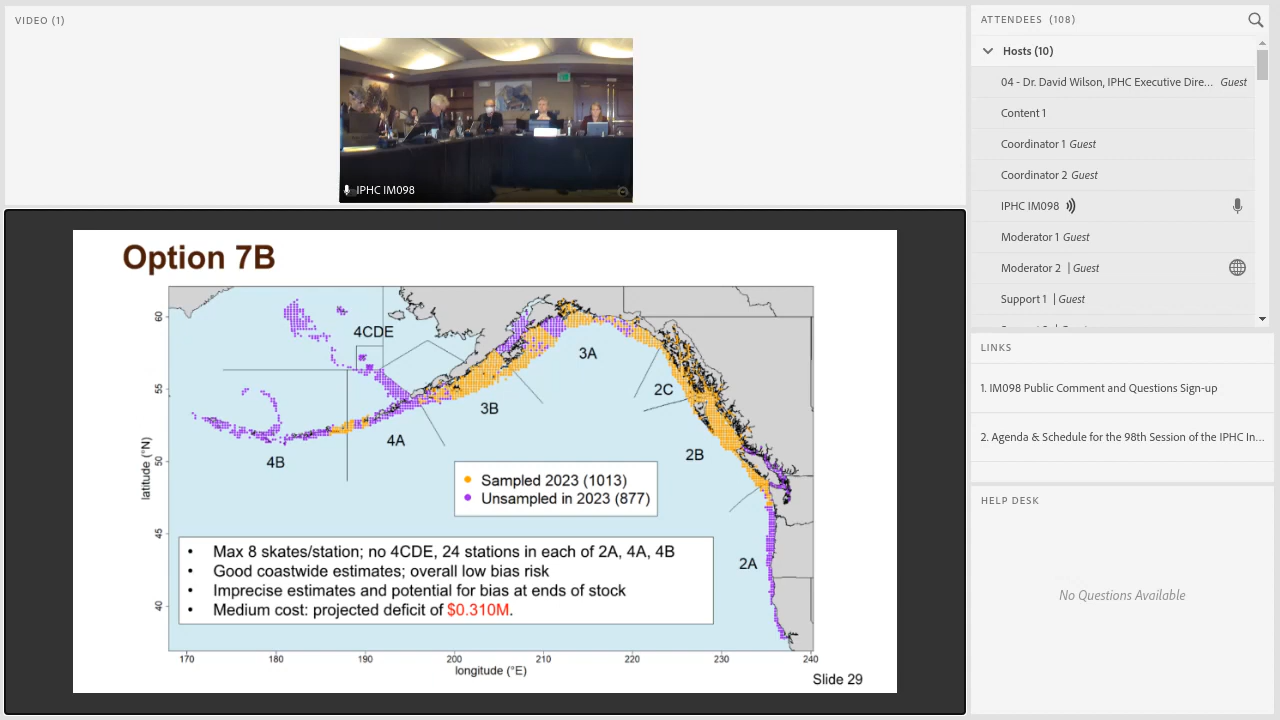 VIDEO (1)
IPHC IM098
Option 7B
4CDE
3A
2C
3B
4A
2B
4B
2A
latitude (°N)
60
55
50
45
40
Sampled 2023 (1013)
Unsampled in 2023 (877)
• Max 8 skates/station; no 4CDE, 24 stations in each of 2A, 4A, 4B
• Good coastwide estimates; overall low bias risk
• Imprecise estimates and potential for bias at ends of stock
• Medium cost: projected deficit of $0.310M.
170 180 190 200 210 220 230 240
longitude (°E)
Slide 29
ATTENDEES (108)
Hosts (10)
04 - Dr. David Wilson, IPHC Executive Dire... Guest
Content 1
Coordinator 1 Guest
Coordinator 2 Guest
IPHC IM098
Moderator 1 Guest
Moderator 2 | Guest
Support 1 | Guest
LINKS
1. IM098 Public Comment and Questions Sign-up
2. Agenda & Schedule for the 98th Session of the IPHC In...
HELP DESK
No Questions Available